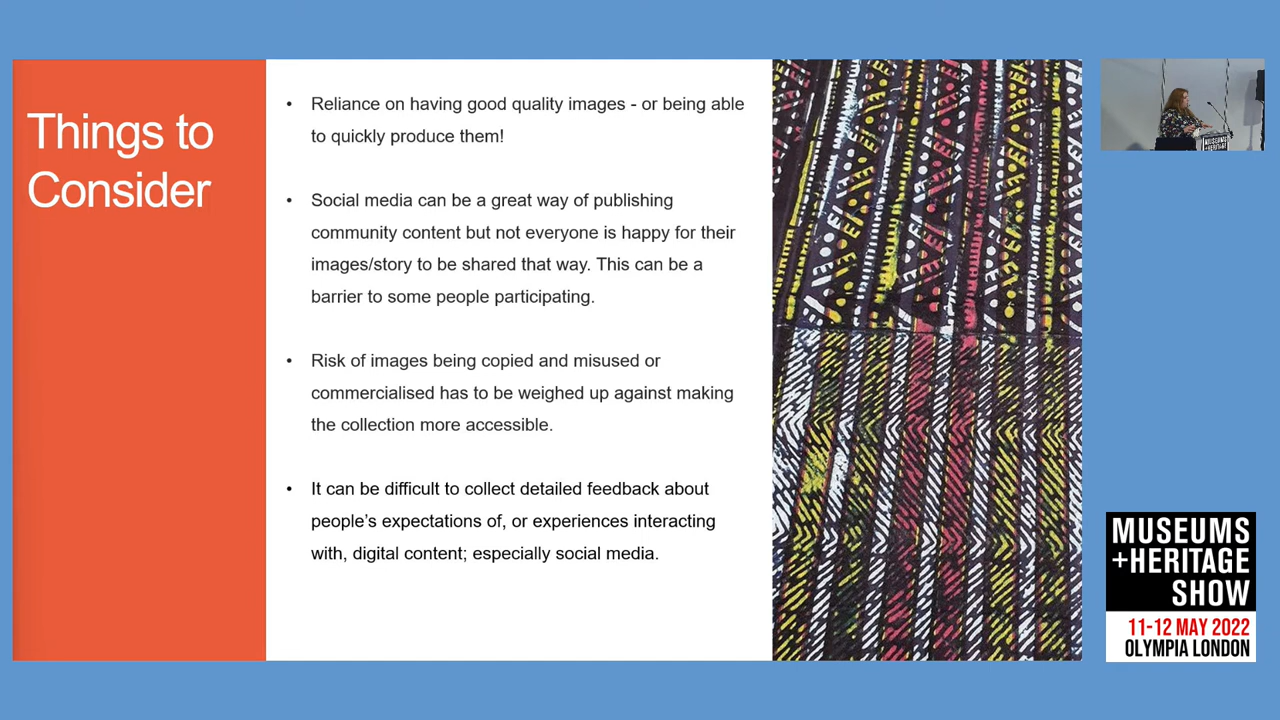 Things to
Consider
• Reliance on having good quality images - or being able
to quickly produce them!
• Social media can be a great way of publishing
community content but not everyone is happy for their
images/story to be shared that way. This can be a
barrier to some people participating.
• Risk of images being copied and misused or
commercialised has to be weighed up against making
the collection more accessible.
• It can be difficult to collect detailed feedback about
people’s expectations of, or experiences interacting
with, digital content; especially social media.
MUSEUMS
+HERITAGE
MUSEUMS
+HERITAGE
SHOW
11-12 MAY 2022
OLYMPIA LONDON